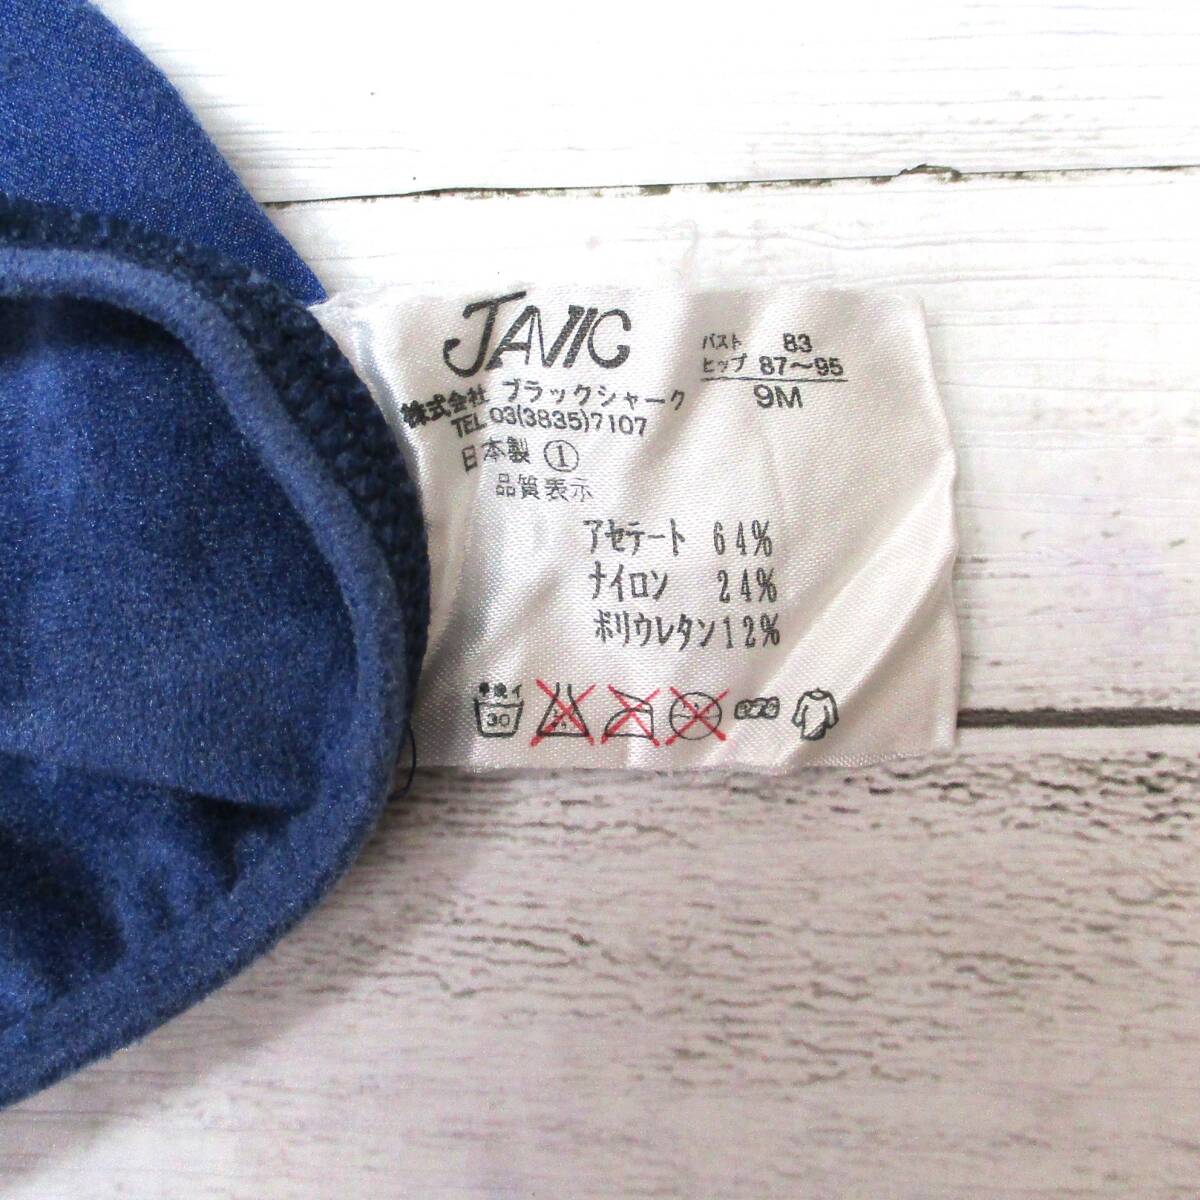 JAVIC
株式会社 ブラックシャーク
TEL 03(3835)7107
日本製 ①
品質表示
バスト 83
ヒップ 87～95
9M
アセテート 64%
ナイロン 24%
ポリウレタン12%
30